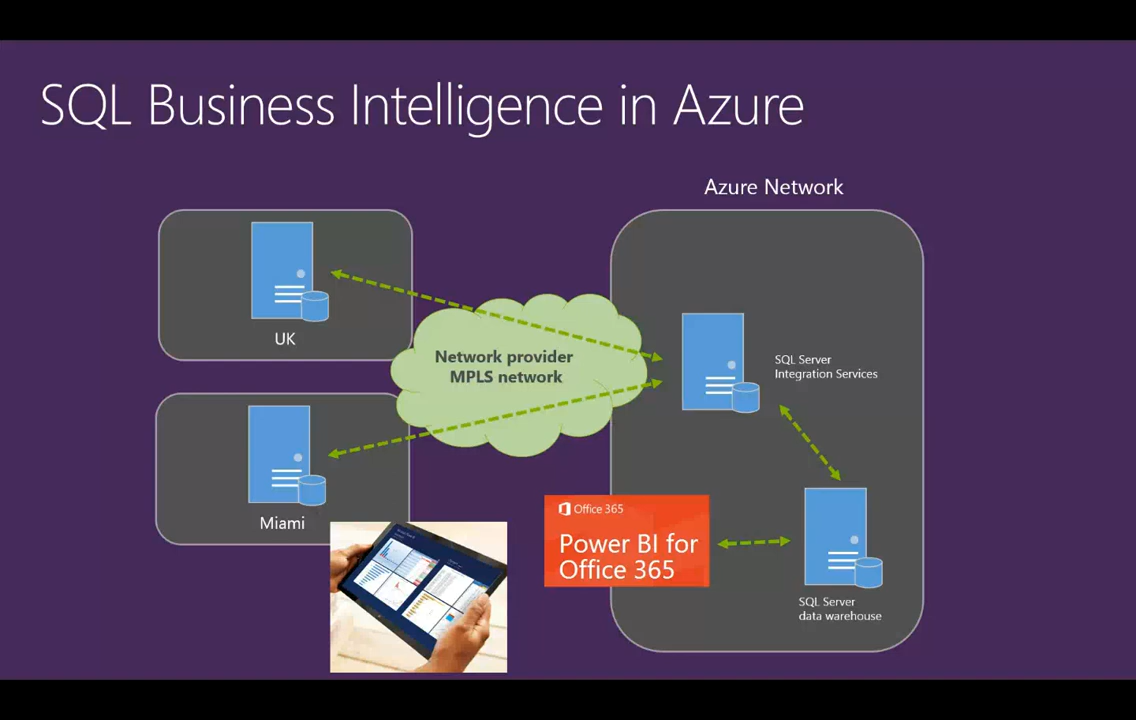 SQL Business Intelligence in Azure
Azure Network
UK
Network provider
MPLS network
SQL Server
Integration Services
Miami
Office 365
Power BI for
Office 365
SQL Server
data warehouse